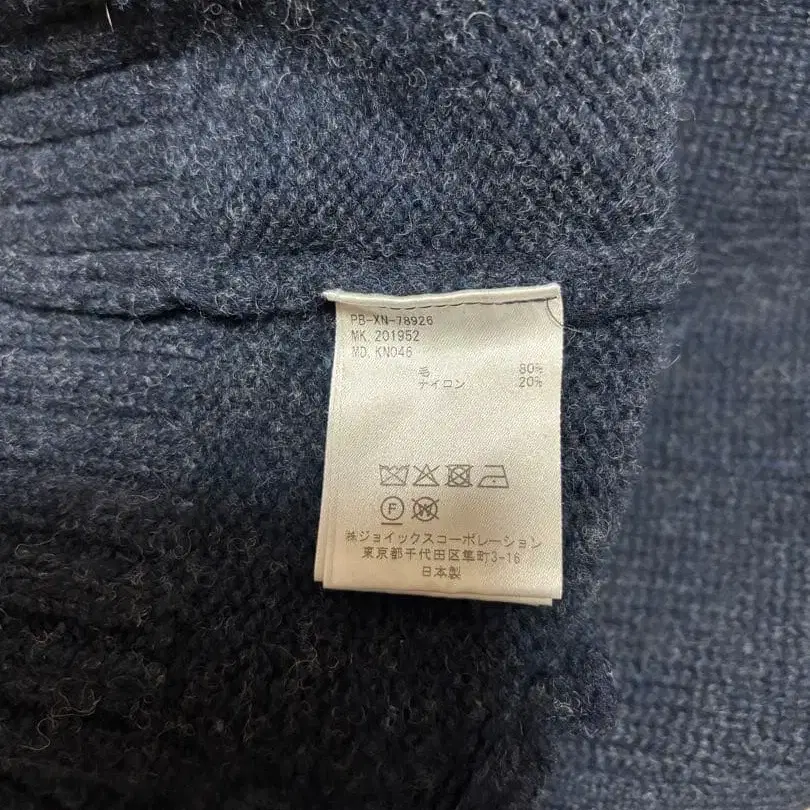 PB-XN-78926
MK. 201952
MD. KN046
毛 80%
ナイロン 20%
F W
㈱ジョイックスコーポレーション
東京都千代田区隼町3-16
日本製